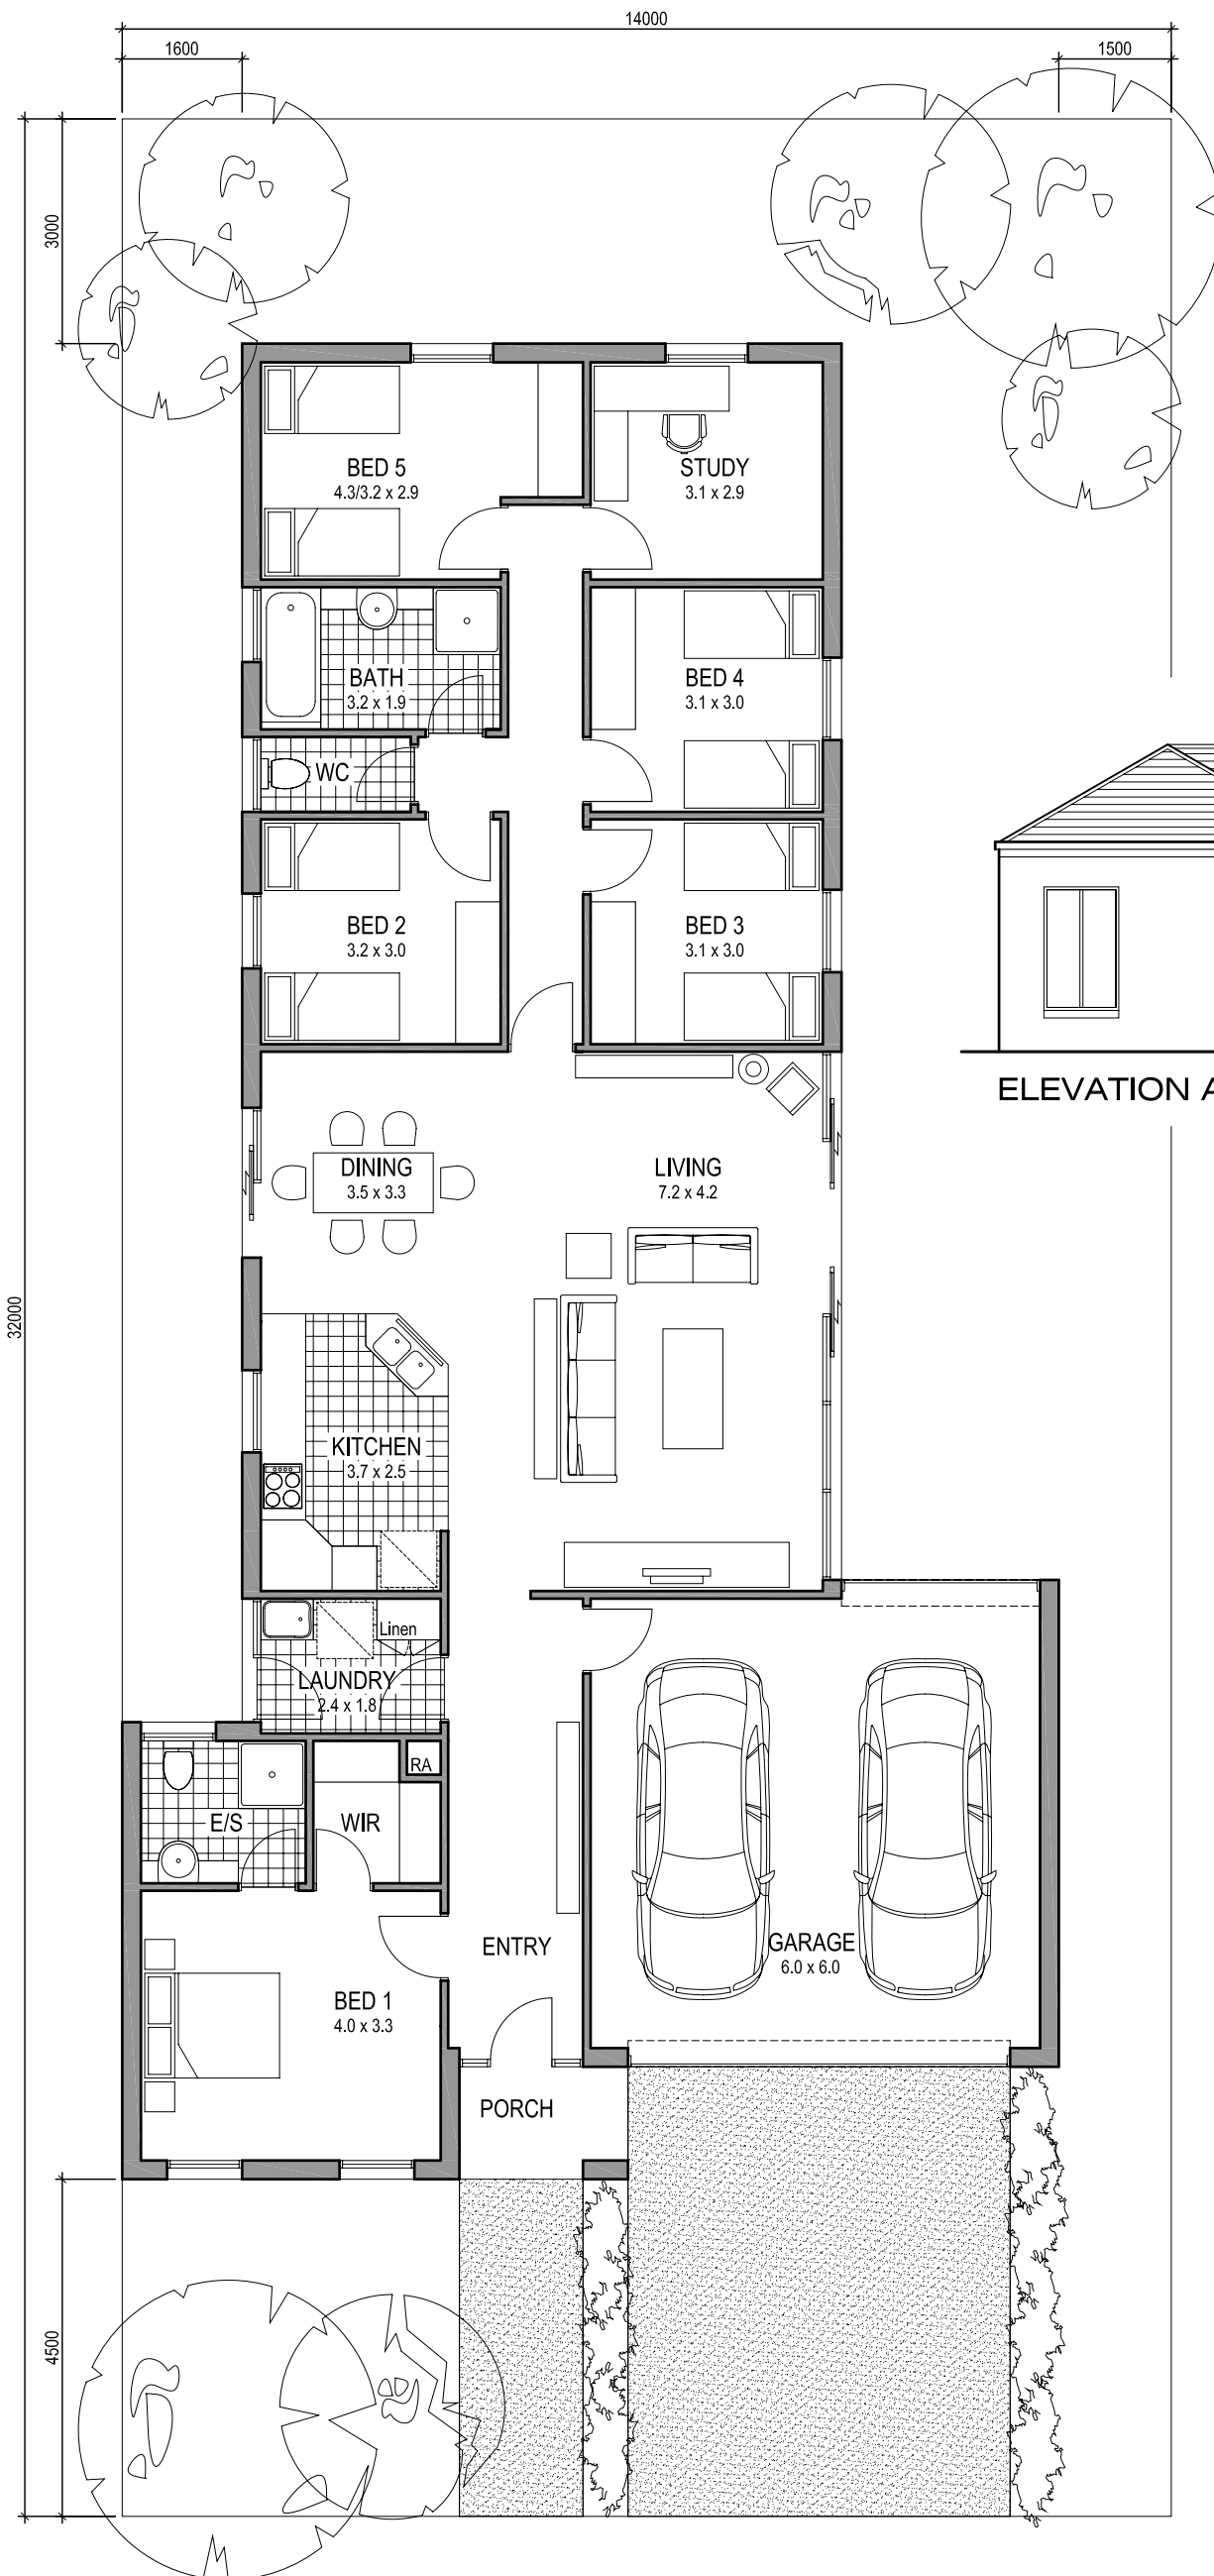 14000
1600
1500
3000
BED 5
4.3/3.2 x 2.9
STUDY
3.1 x 2.9
BATH
3.2 x 1.9
BED 4
3.1 x 3.0
WC
BED 2
3.2 x 3.0
BED 3
3.1 x 3.0
ELEVATION A
DINING
3.5 x 3.3
LIVING
7.2 x 4.2
32000
KITCHEN
3.7 x 2.5
Linen
LAUNDRY
2.4 x 1.8
RA
E/S
WIR
ENTRY
GARAGE
6.0 x 6.0
BED 1
4.0 x 3.3
PORCH
4500